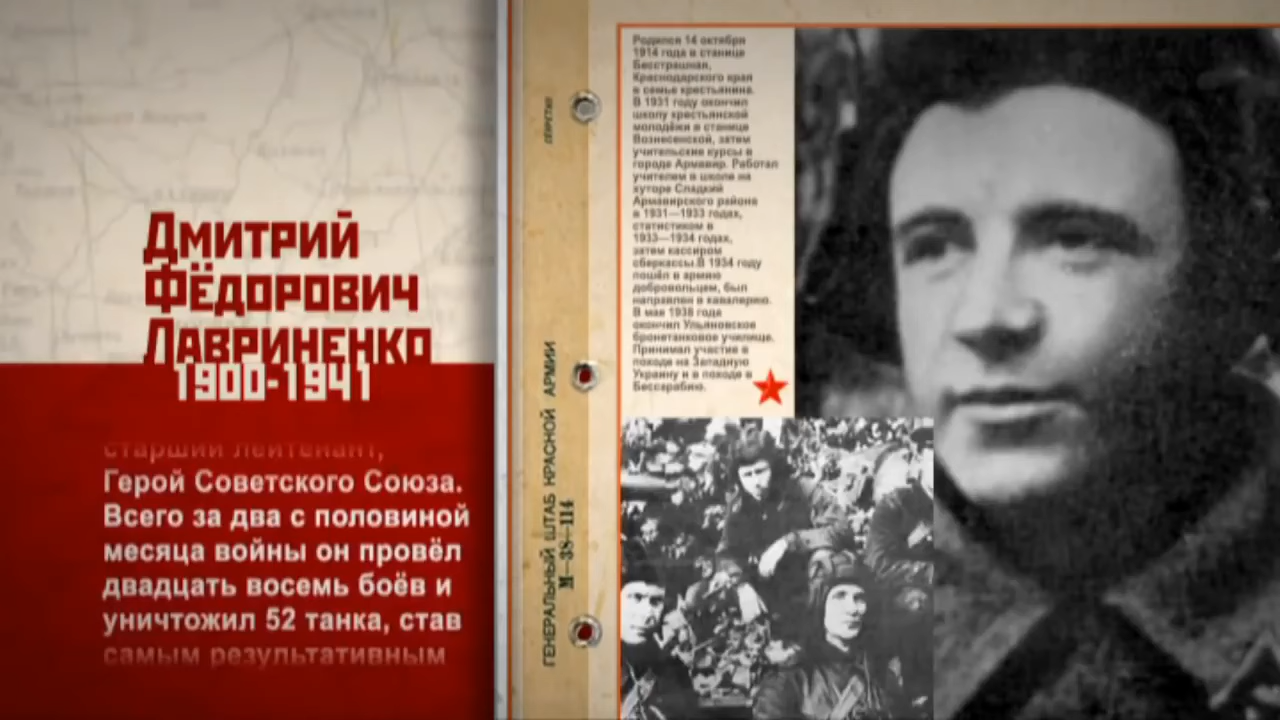 Дмитрий
Фёдорович
Лавриненко
1900-1941
старший лейтенант,
Герой Советского Союза.
Всего за два с половиной
месяца войны он провёл
двадцать восемь боёв и
уничтожил 52 танка, став
самым результативным
СЕКРЕТНО
ГЕНЕРАЛЬНЫЙ ШТАБ КРАСНОЙ АРМИИ
М—38—114
Родился 14 октября
1914 года в станице
Бесстрашная,
Краснодарского края
в семье крестьянина.
В 1931 году окончил
школу крестьянской
молодёжи в станице
Вознесенской, затем
учительские курсы в
городе Армавир. Работал
учителем в школе на
хуторе Сладкий
Армавирского района
в 1931—1933 годах,
статистиком в
1933—1934 годах,
затем кассиром
сберкассы.В 1934 году
пошёл в армию
добровольцем, был
направлен в кавалерию.
В мае 1938 года
окончил Ульяновское
бронетанковое училище.
Принимал участие в
походе на Западную
Украину и в походе в
Бессарабию.